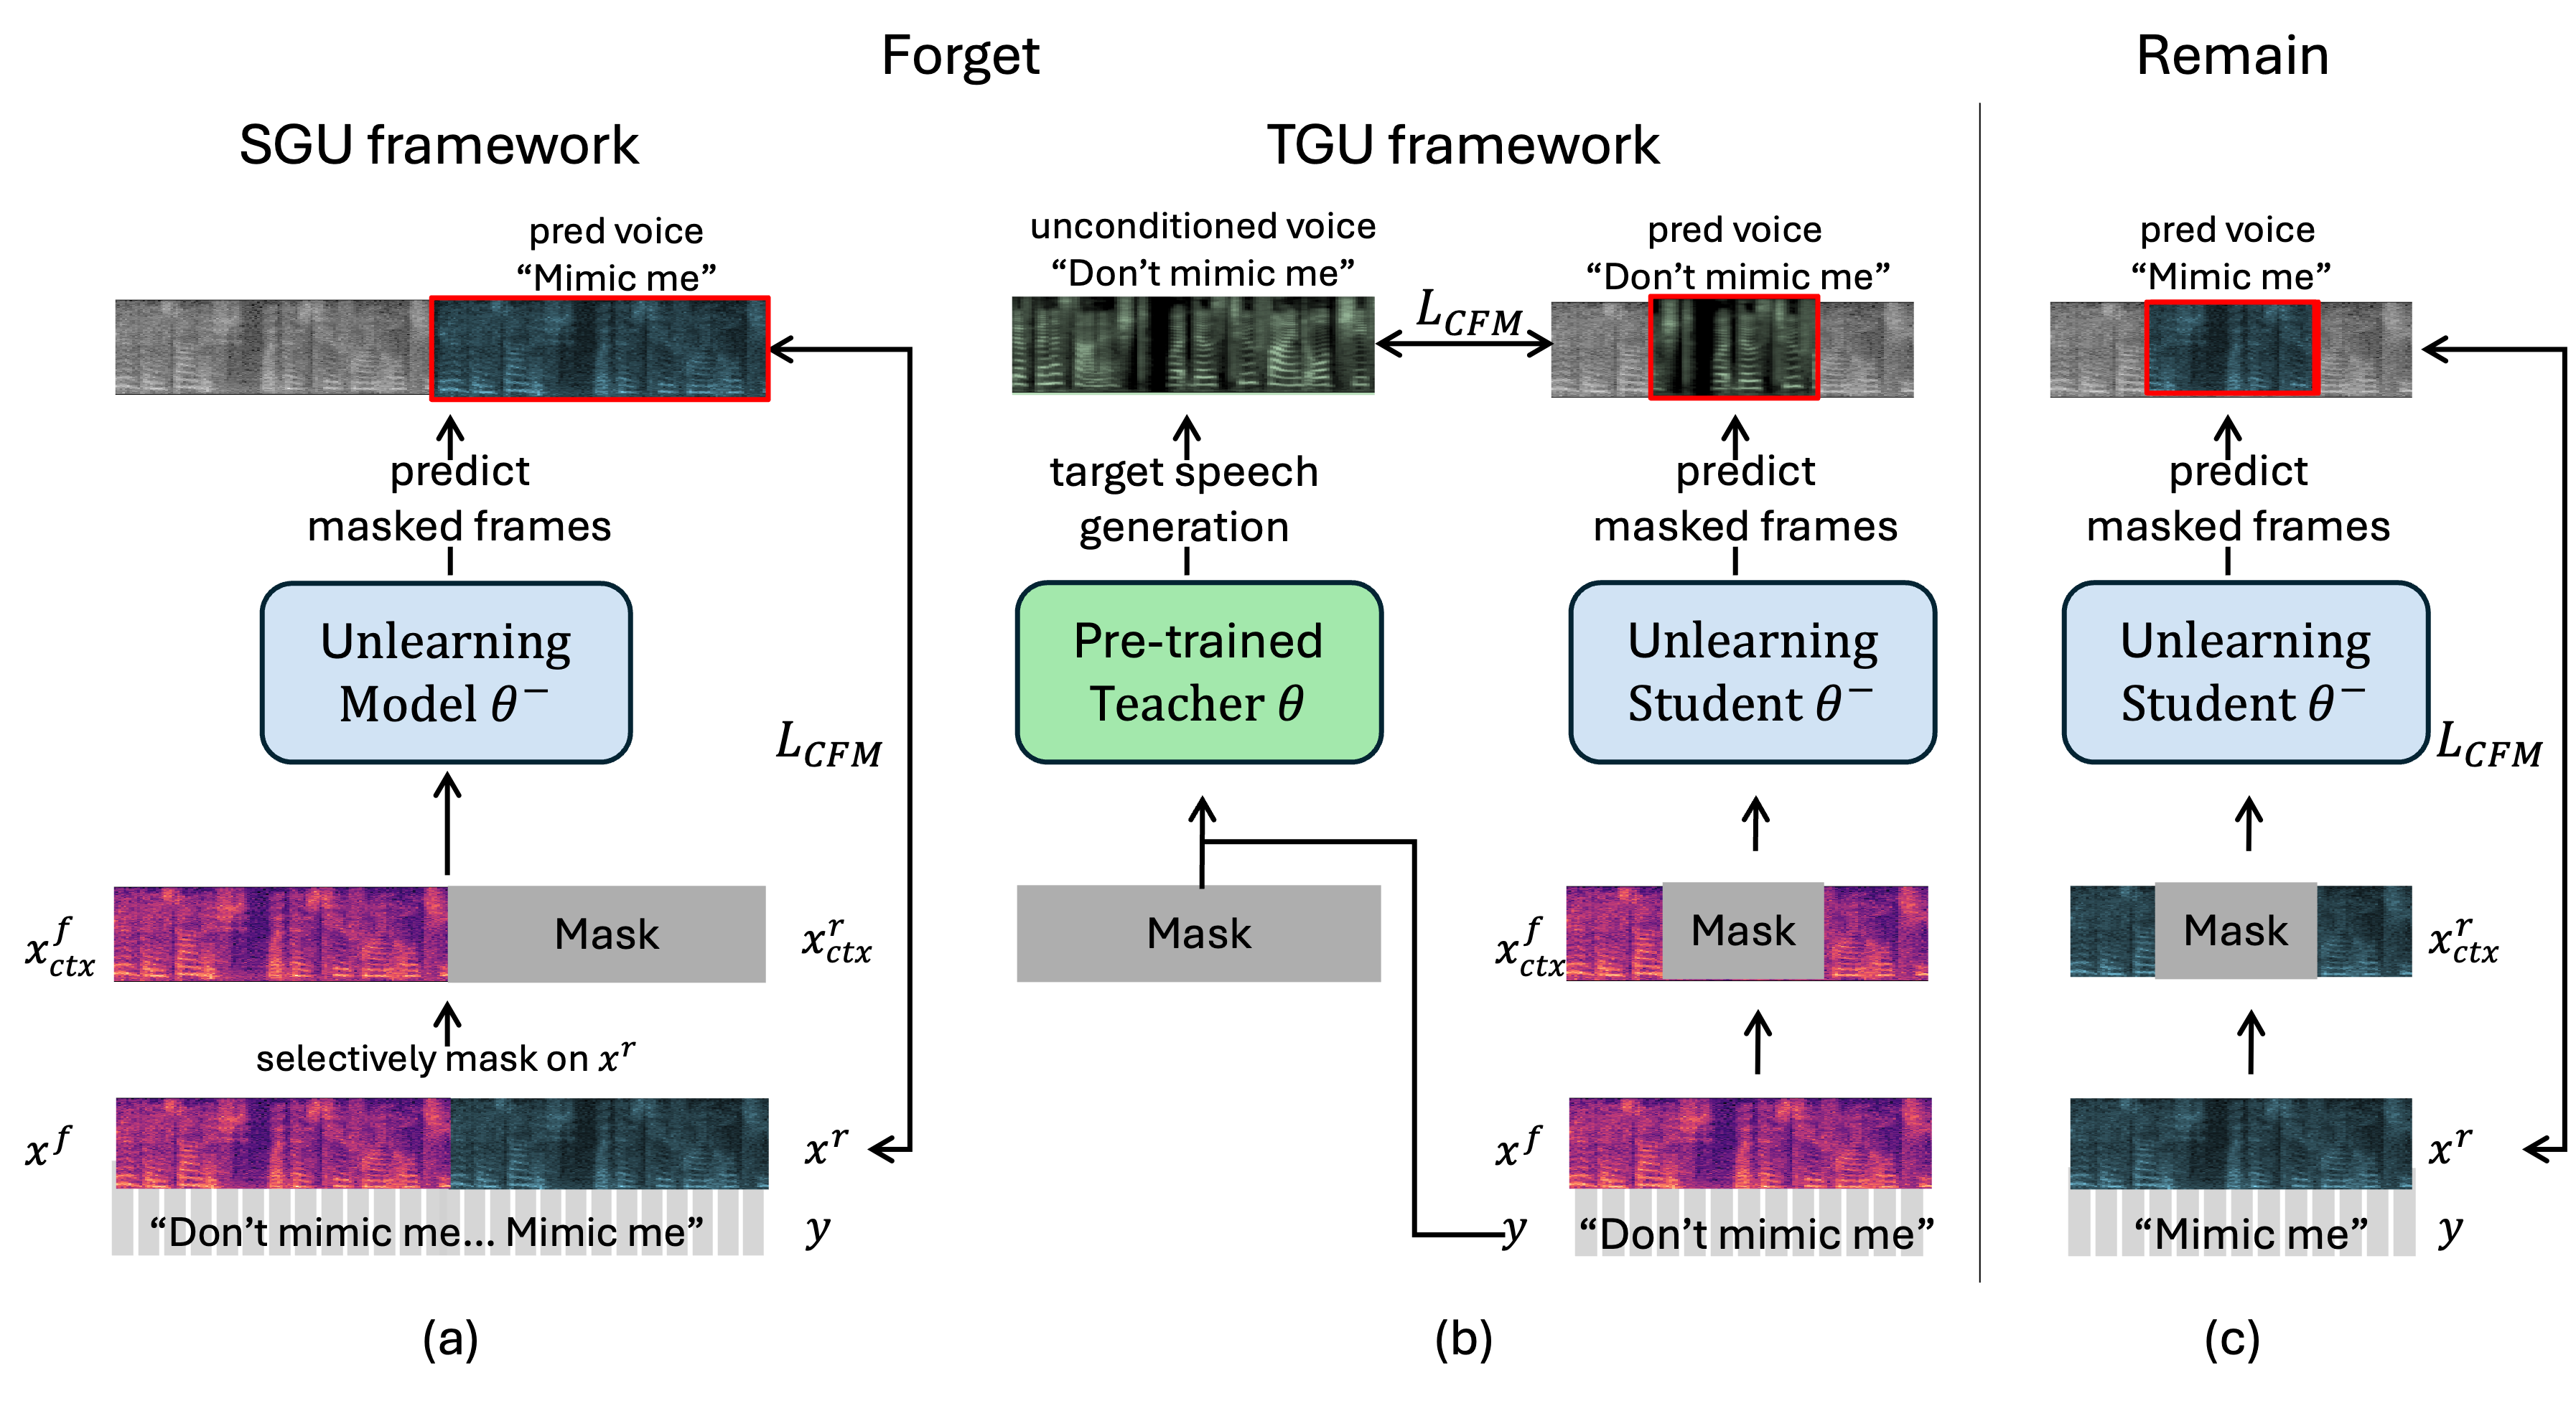 Forget
Remain
SGU framework
TGU framework
pred voice
“Mimic me”
unconditioned voice
“Don’t mimic me”
L_{CFM}
pred voice
“Don’t mimic me”
pred voice
“Mimic me”
predict
masked frames
target speech
generation
predict
masked frames
predict
masked frames
Unlearning
Model θ⁻
Pre-trained
Teacher θ
Unlearning
Student θ⁻
Unlearning
Student θ⁻
L_{CFM}
L_{CFM}
x^f_{ctx}
Mask
x^r_{ctx}
Mask
x^f_{ctx}
Mask
Mask
x^r_{ctx}
selectively mask on x^r
x^f
x^r
x^f
x^r
“Don’t mimic me... Mimic me”
y
y
“Don’t mimic me”
“Mimic me”
y
(a)
(b)
(c)